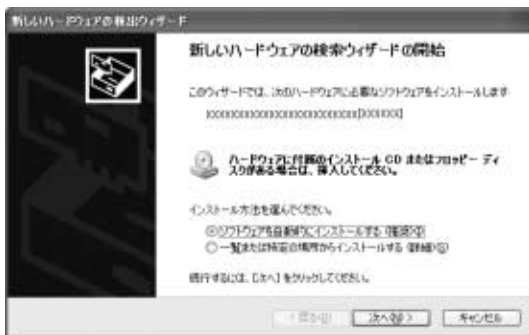 新しいハードウェアの検出ウィザード
新しいハードウェアの検索ウィザードの開始
このウィザードでは、次のハードウェアに必要なソフトウェアをインストールします
ハードウェアに付属のインストール CD またはフロッピー ディ
スクがある場合は、挿入してください。
インストール方法を選んでください。
ソフトウェアを自動的にインストールする (推奨)(I)
一覧または特定の場所からインストールする (詳細)(S)
続行するには、[次へ] をクリックしてください。
< 戻る(B)
次へ(N) >
キャンセル